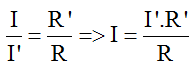 I/I' = R'/R => I = I'.R'/R